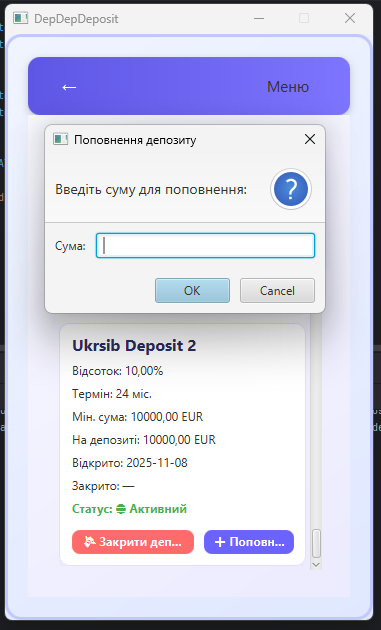 DepDepDeposit
← Меню
Поповнення депозиту
Введіть суму для поповнення:
Сума:
OK Cancel
Ukrsib Deposit 2
Відсоток: 10,00%
Термін: 24 міс.
Мін. сума: 10000,00 EUR
На депозиті: 10000,00 EUR
Відкрито: 2025-11-08
Закрито: —
Статус: Активний
Закрити деп... Поповн...